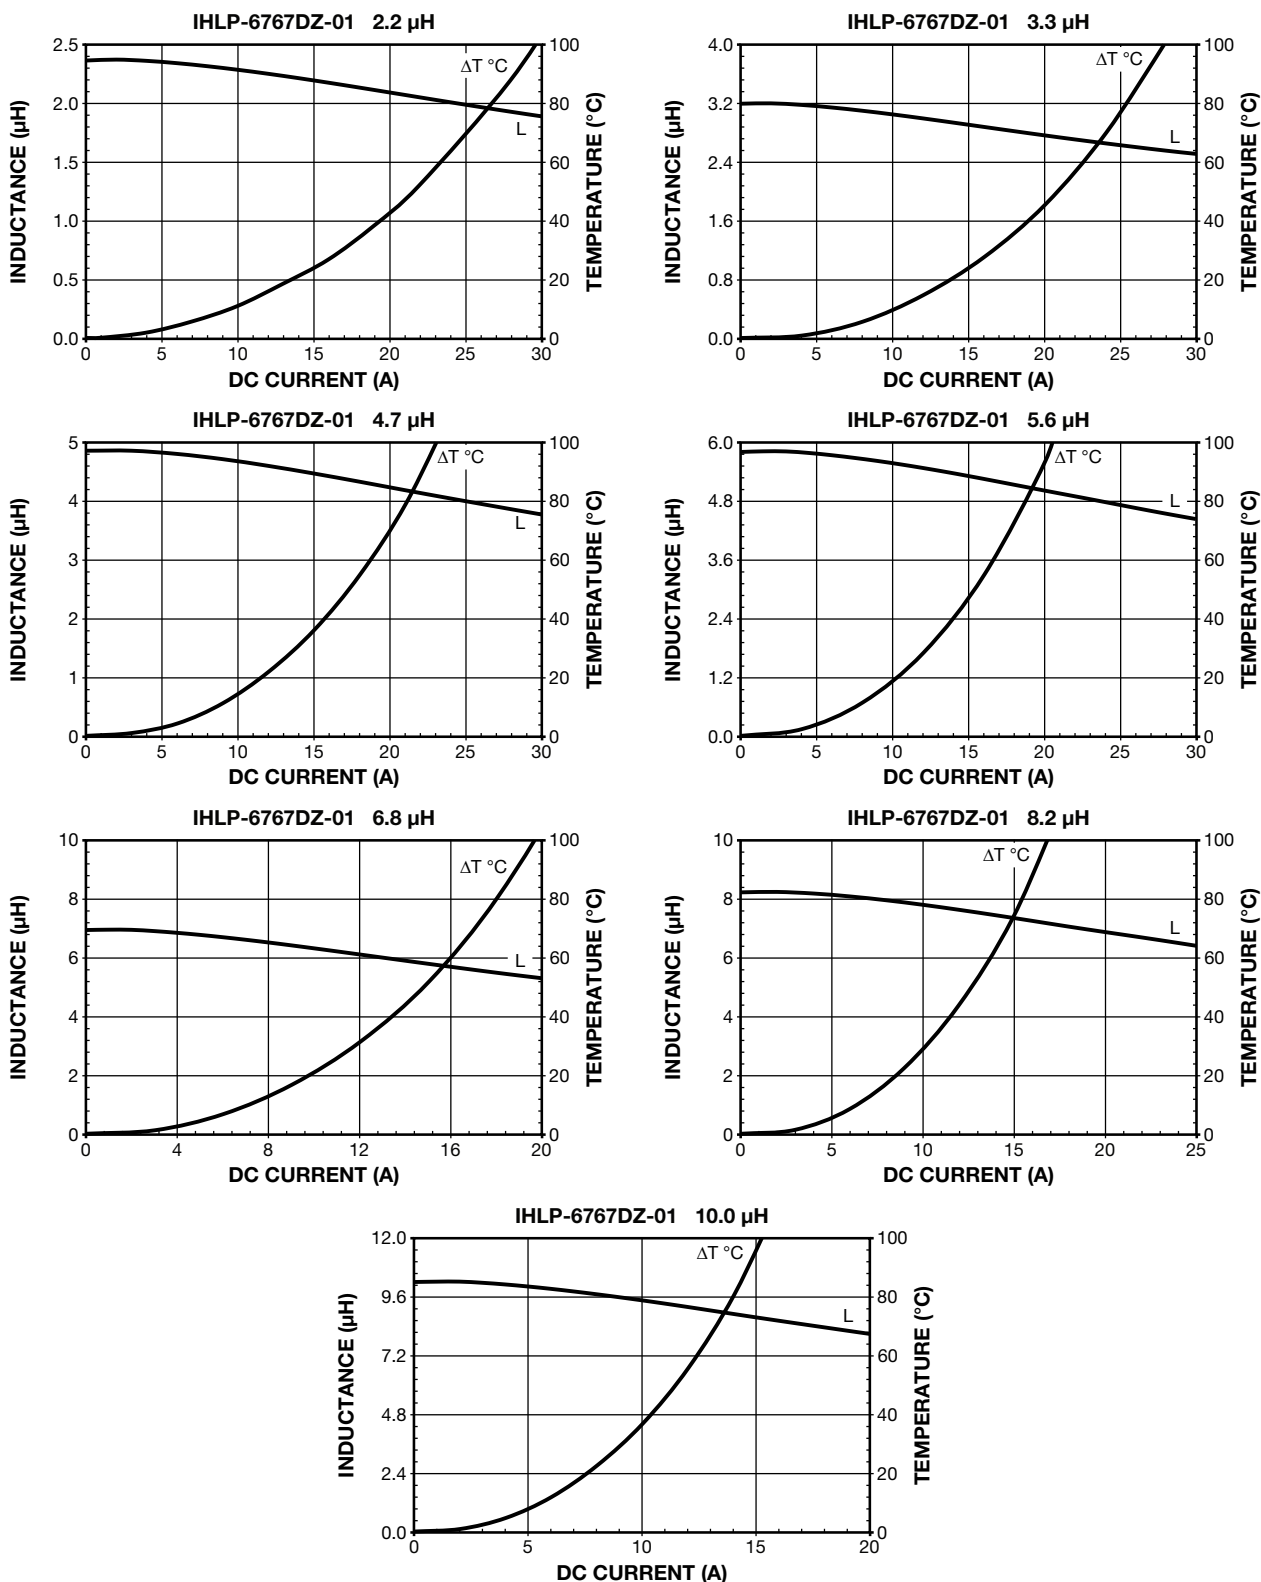 IHLP-6767DZ-01 2.2 µH
2.5
2.0
1.5
1.0
0.5
0.0
INDUCTANCE (µH)
100
80
60
40
20
0
TEMPERATURE (°C)
ΔT °C
L
0 5 10 15 20 25 30
DC CURRENT (A)
IHLP-6767DZ-01 3.3 µH
4.0
3.2
2.4
1.6
0.8
0.0
INDUCTANCE (µH)
100
80
60
40
20
0
TEMPERATURE (°C)
ΔT °C
L
0 5 10 15 20 25 30
DC CURRENT (A)
IHLP-6767DZ-01 4.7 µH
5
4
3
2
1
0
INDUCTANCE (µH)
100
80
60
40
20
0
TEMPERATURE (°C)
ΔT °C
L
0 5 10 15 20 25 30
DC CURRENT (A)
IHLP-6767DZ-01 5.6 µH
6.0
4.8
3.6
2.4
1.2
0.0
INDUCTANCE (µH)
100
80
60
40
20
0
TEMPERATURE (°C)
ΔT °C
L
0 5 10 15 20 25 30
DC CURRENT (A)
IHLP-6767DZ-01 6.8 µH
10
8
6
4
2
0
INDUCTANCE (µH)
100
80
60
40
20
0
TEMPERATURE (°C)
ΔT °C
L
0 4 8 12 16 20
DC CURRENT (A)
IHLP-6767DZ-01 8.2 µH
10
8
6
4
2
0
INDUCTANCE (µH)
100
80
60
40
20
0
TEMPERATURE (°C)
ΔT °C
L
0 5 10 15 20 25
DC CURRENT (A)
IHLP-6767DZ-01 10.0 µH
12.0
9.6
7.2
4.8
2.4
0.0
INDUCTANCE (µH)
100
80
60
40
20
0
TEMPERATURE (°C)
ΔT °C
L
0 5 10 15 20
DC CURRENT (A)